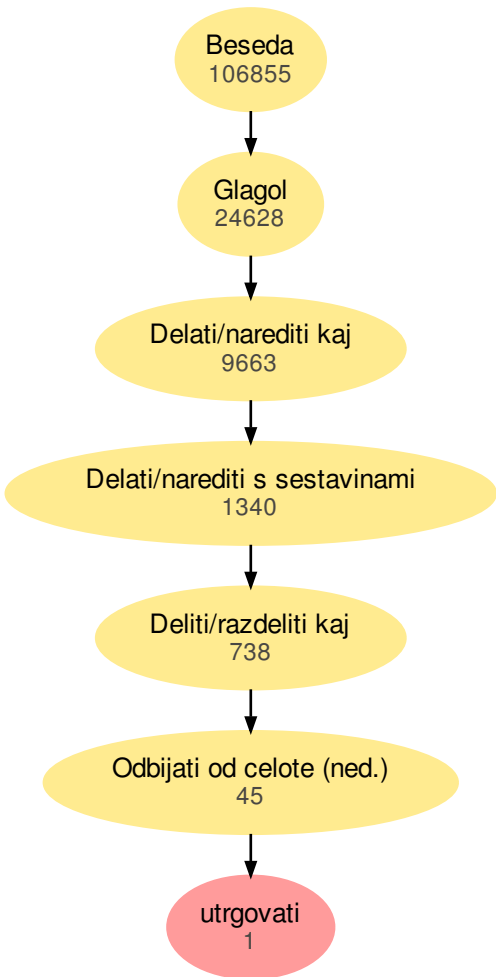 Beseda
106855
Glagol
24628
Delati/narediti kaj
9663
Delati/narediti s sestavinami
1340
Deliti/razdeliti kaj
738
Odbijati od celote (ned.)
45
utrgovati
1